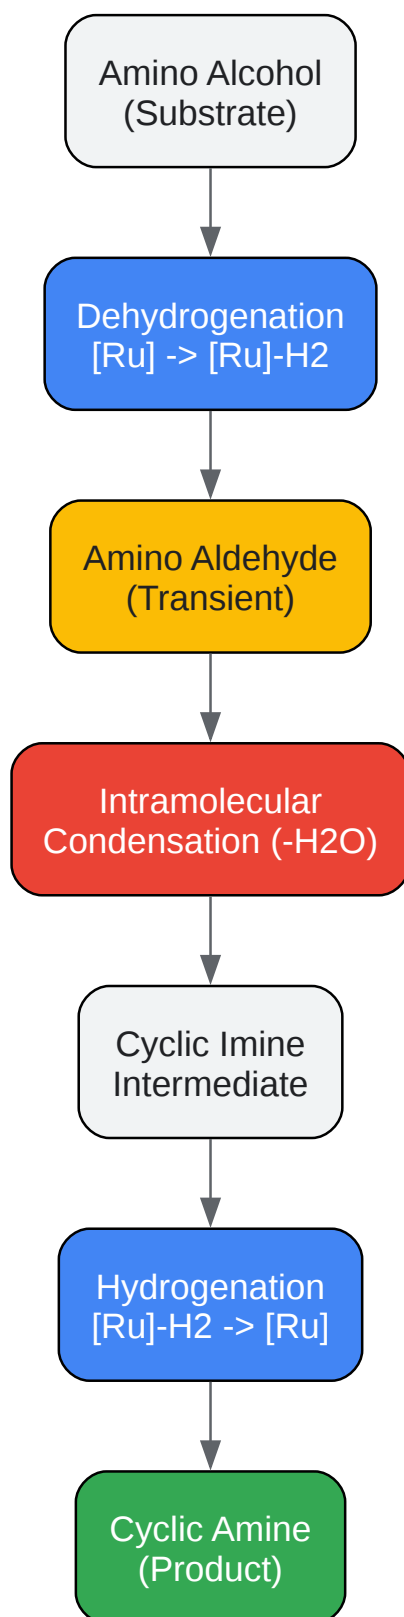 Amino Alcohol
(Substrate)
Dehydrogenation
[Ru] -> [Ru]-H2
Amino Aldehyde
(Transient)
Intramolecular
Condensation (-H2O)
Cyclic Imine
Intermediate
Hydrogenation
[Ru]-H2 -> [Ru]
Cyclic Amine
(Product)